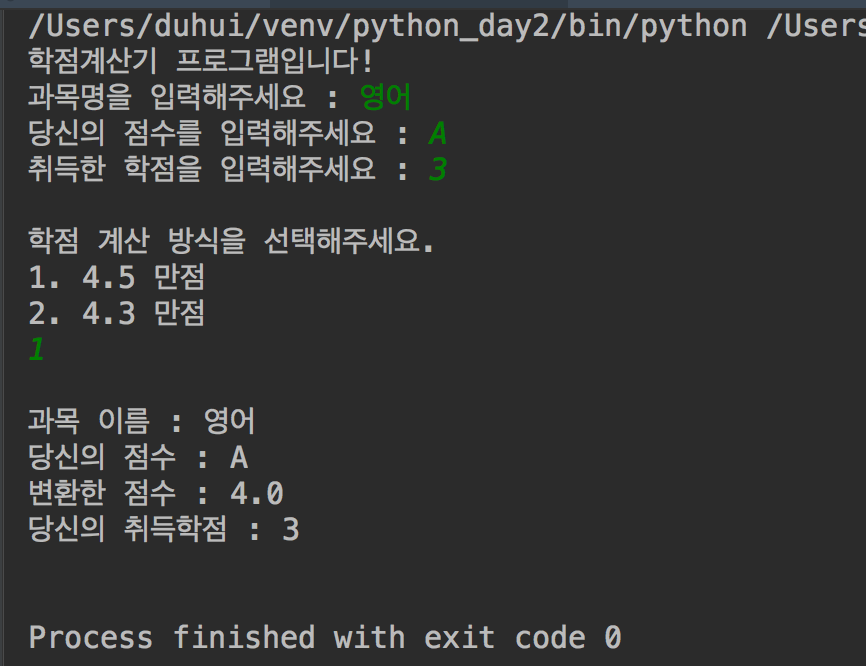 /Users/duhui/venv/python_day2/bin/python /Users
학점계산기 프로그램입니다!
과목명을 입력해주세요 : 영어
당신의 점수를 입력해주세요 : A
취득한 학점을 입력해주세요 : 3
학점 계산 방식을 선택해주세요.
1. 4.5 만점
2. 4.3 만점
1
과목 이름 : 영어
당신의 점수 : A
변환한 점수 : 4.0
당신의 취득학점 : 3
Process finished with exit code 0